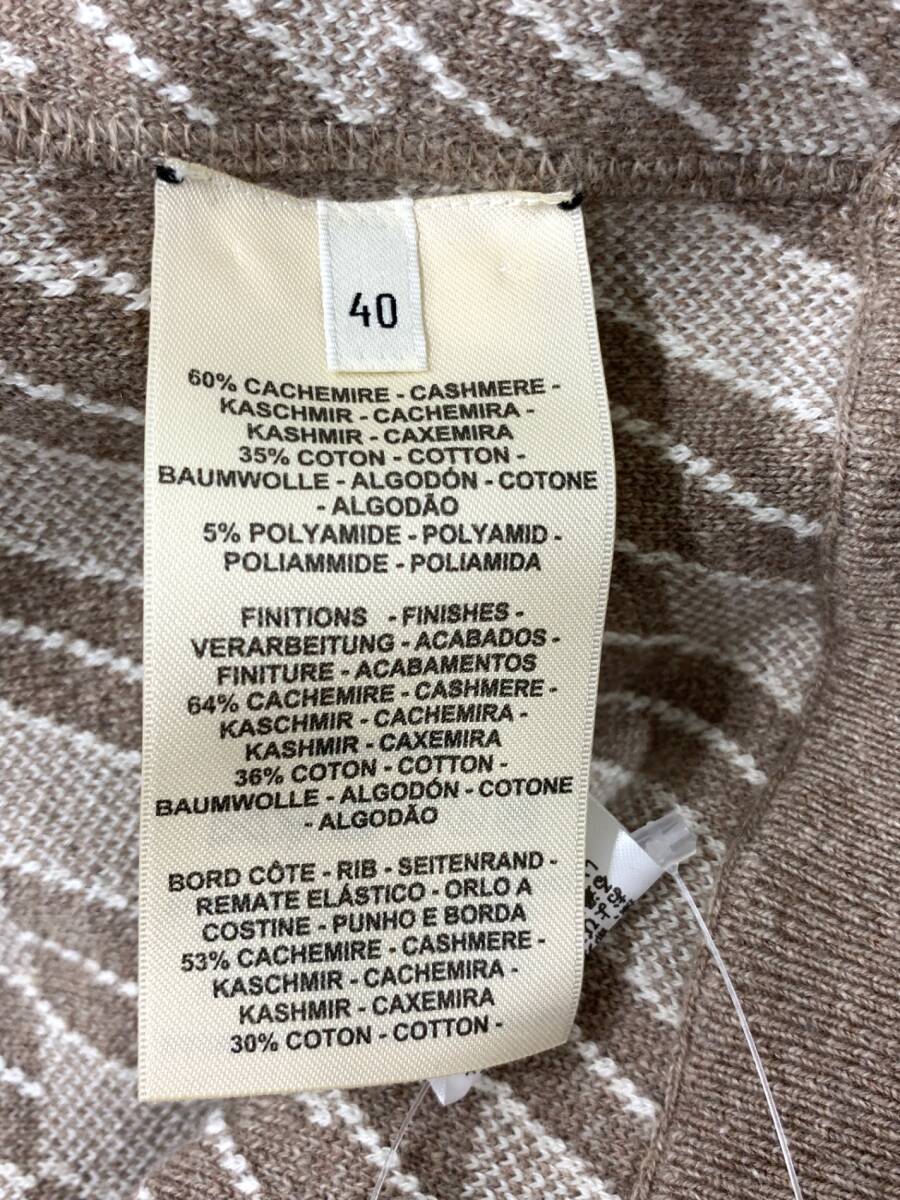 40
60% CACHEMIRE - CASHMERE -
KASCHMIR - CACHEMIRA -
KASHMIR - CAXEMIRA
35% COTON - COTTON -
BAUMWOLLE - ALGODÓN - COTONE
- ALGODÃO
5% POLYAMIDE - POLYAMID -
POLIAMMIDE - POLIAMIDA
FINITIONS - FINISHES -
VERARBEITUNG - ACABADOS -
FINITURE - ACABAMENTOS
64% CACHEMIRE - CASHMERE -
KASCHMIR - CACHEMIRA -
KASHMIR - CAXEMIRA
36% COTON - COTTON -
BAUMWOLLE - ALGODÓN - COTONE
- ALGODÃO
BORD CÔTE - RIB - SEITENRAND -
REMATE ELÁSTICO - ORLO A
COSTINE - PUNHO E BORDA
53% CACHEMIRE - CASHMERE -
KASCHMIR - CACHEMIRA -
KASHMIR - CAXEMIRA
30% COTON - COTTON -